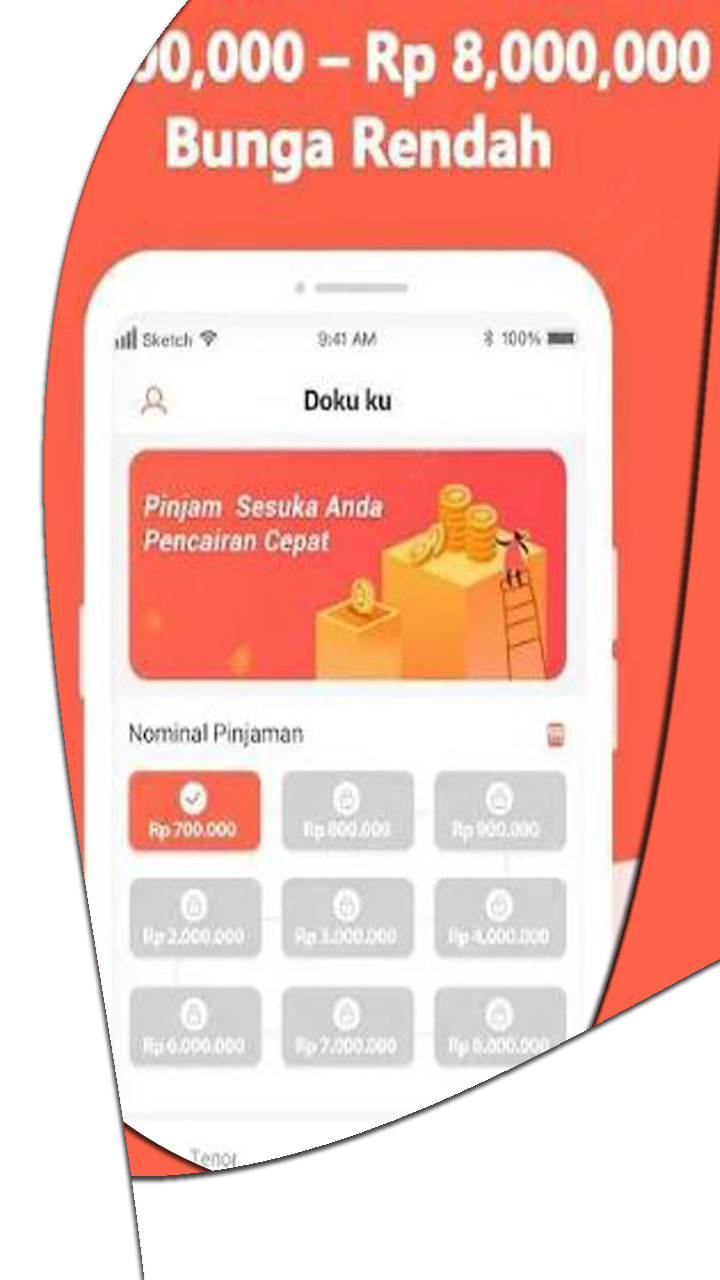 00,000 – Rp 8,000,000
Bunga Rendah
Sketch 9:41 AM 100%
Doku ku
Pinjam Sesuka Anda
Pencairan Cepat
Nominal Pinjaman
Rp 700.000 Rp 800.000 Rp 900.000
Rp 2.000.000 Rp 3.000.000 Rp 4.000.000
Rp 6.000.000 Rp 7.000.000 Rp 8.000.000
Tenor